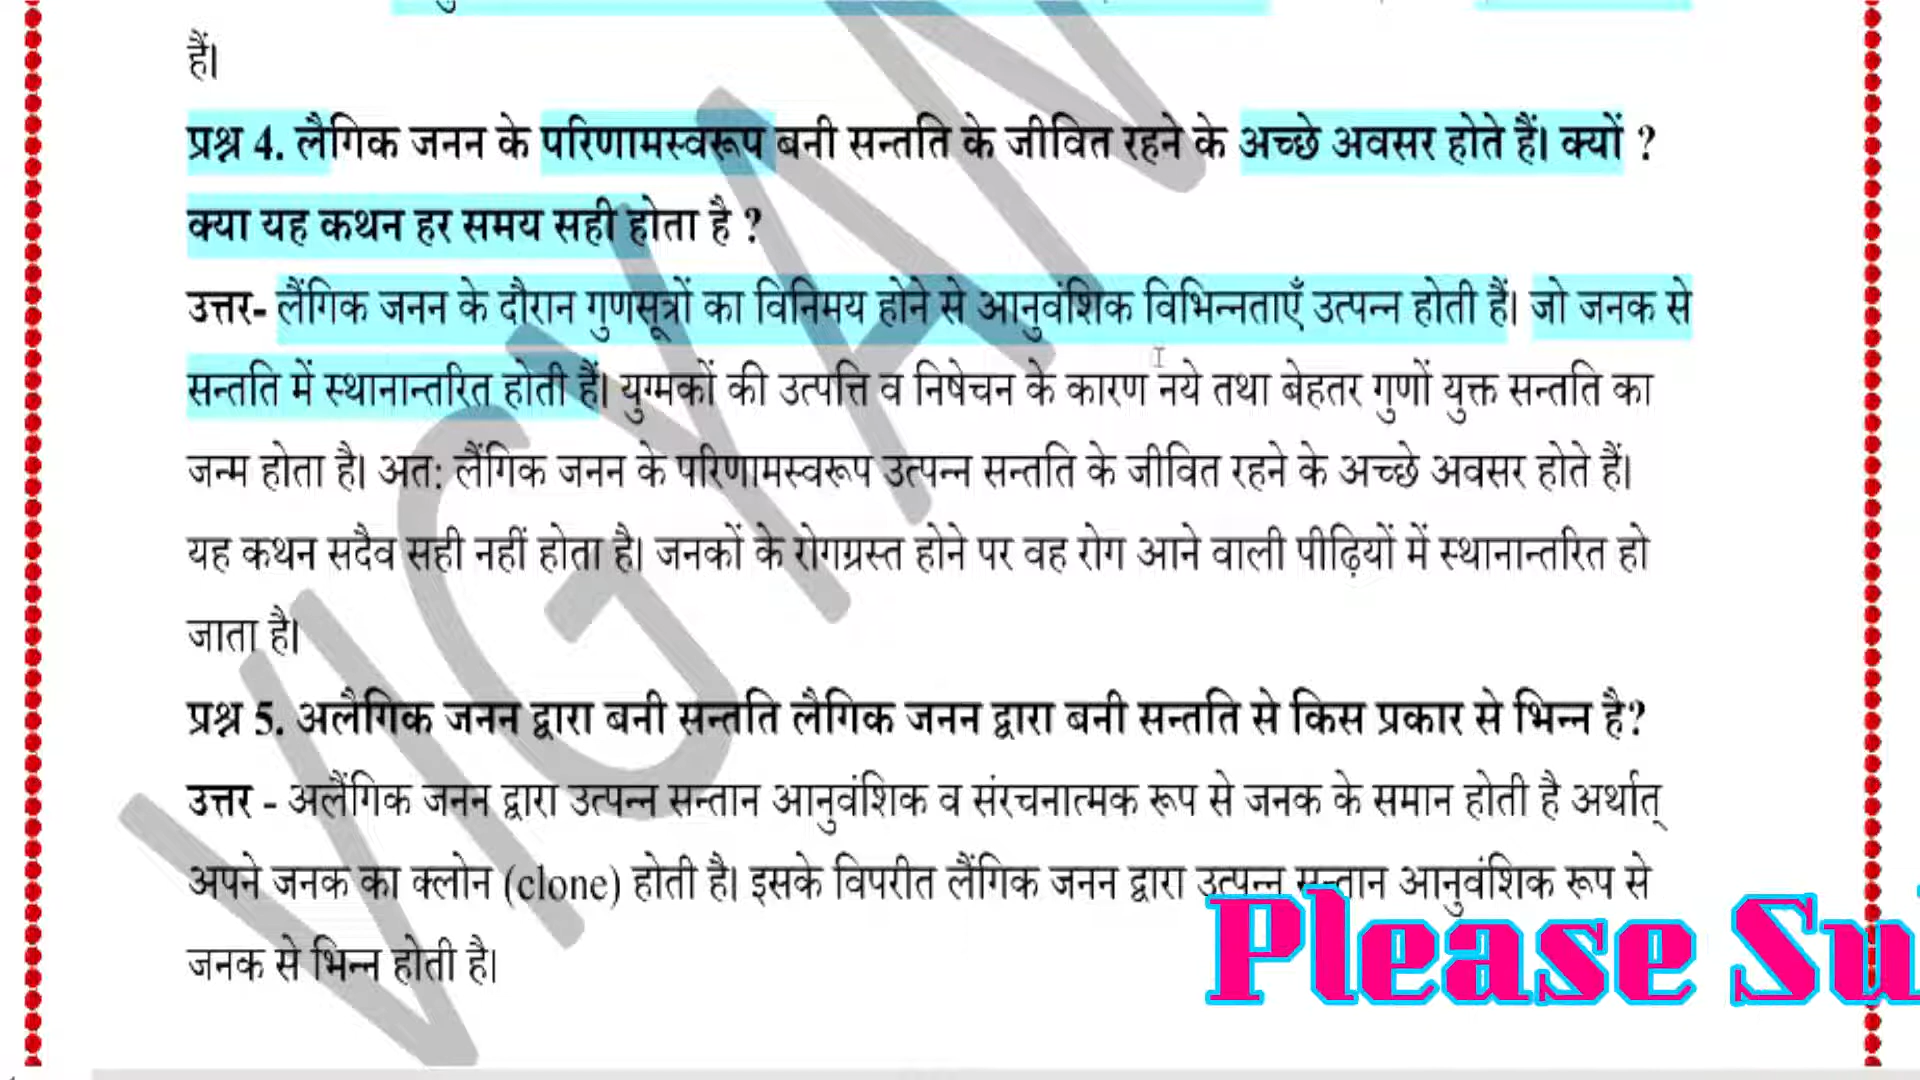 हैं।
प्रश्न 4. लैगिक जनन के परिणामस्वरूप बनी सन्तति के जीवित रहने के अच्छे अवसर होते हैं। क्यों ?
क्या यह कथन हर समय सही होता है ?
उत्तर- लैंगिक जनन के दौरान गुणसूत्रों का विनिमय होने से आनुवंशिक विभिन्नताएँ उत्पन्न होती हैं। जो जनक से
सन्तति में स्थानान्तरित होती हैं। युग्मकों की उत्पत्ति व निषेचन के कारण नये तथा बेहतर गुणों युक्त सन्तति का
जन्म होता है। अत: लैंगिक जनन के परिणामस्वरूप उत्पन्न सन्तति के जीवित रहने के अच्छे अवसर होते हैं।
यह कथन सदैव सही नहीं होता है। जनकों के रोगग्रस्त होने पर वह रोग आने वाली पीढ़ियों में स्थानान्तरित हो
जाता है।
प्रश्न 5. अलैगिक जनन द्वारा बनी सन्तति लैगिक जनन द्वारा बनी सन्तति से किस प्रकार से भिन्न है?
उत्तर - अलैंगिक जनन द्वारा उत्पन्न सन्तान आनुवंशिक व संरचनात्मक रूप से जनक के समान होती है अर्थात्
अपने जनक का क्लोन (clone) होती है। इसके विपरीत लैंगिक जनन द्वारा उत्पन्न सन्तान आनुवंशिक रूप से
जनक से भिन्न होती है।
Please Su
VIGYAN